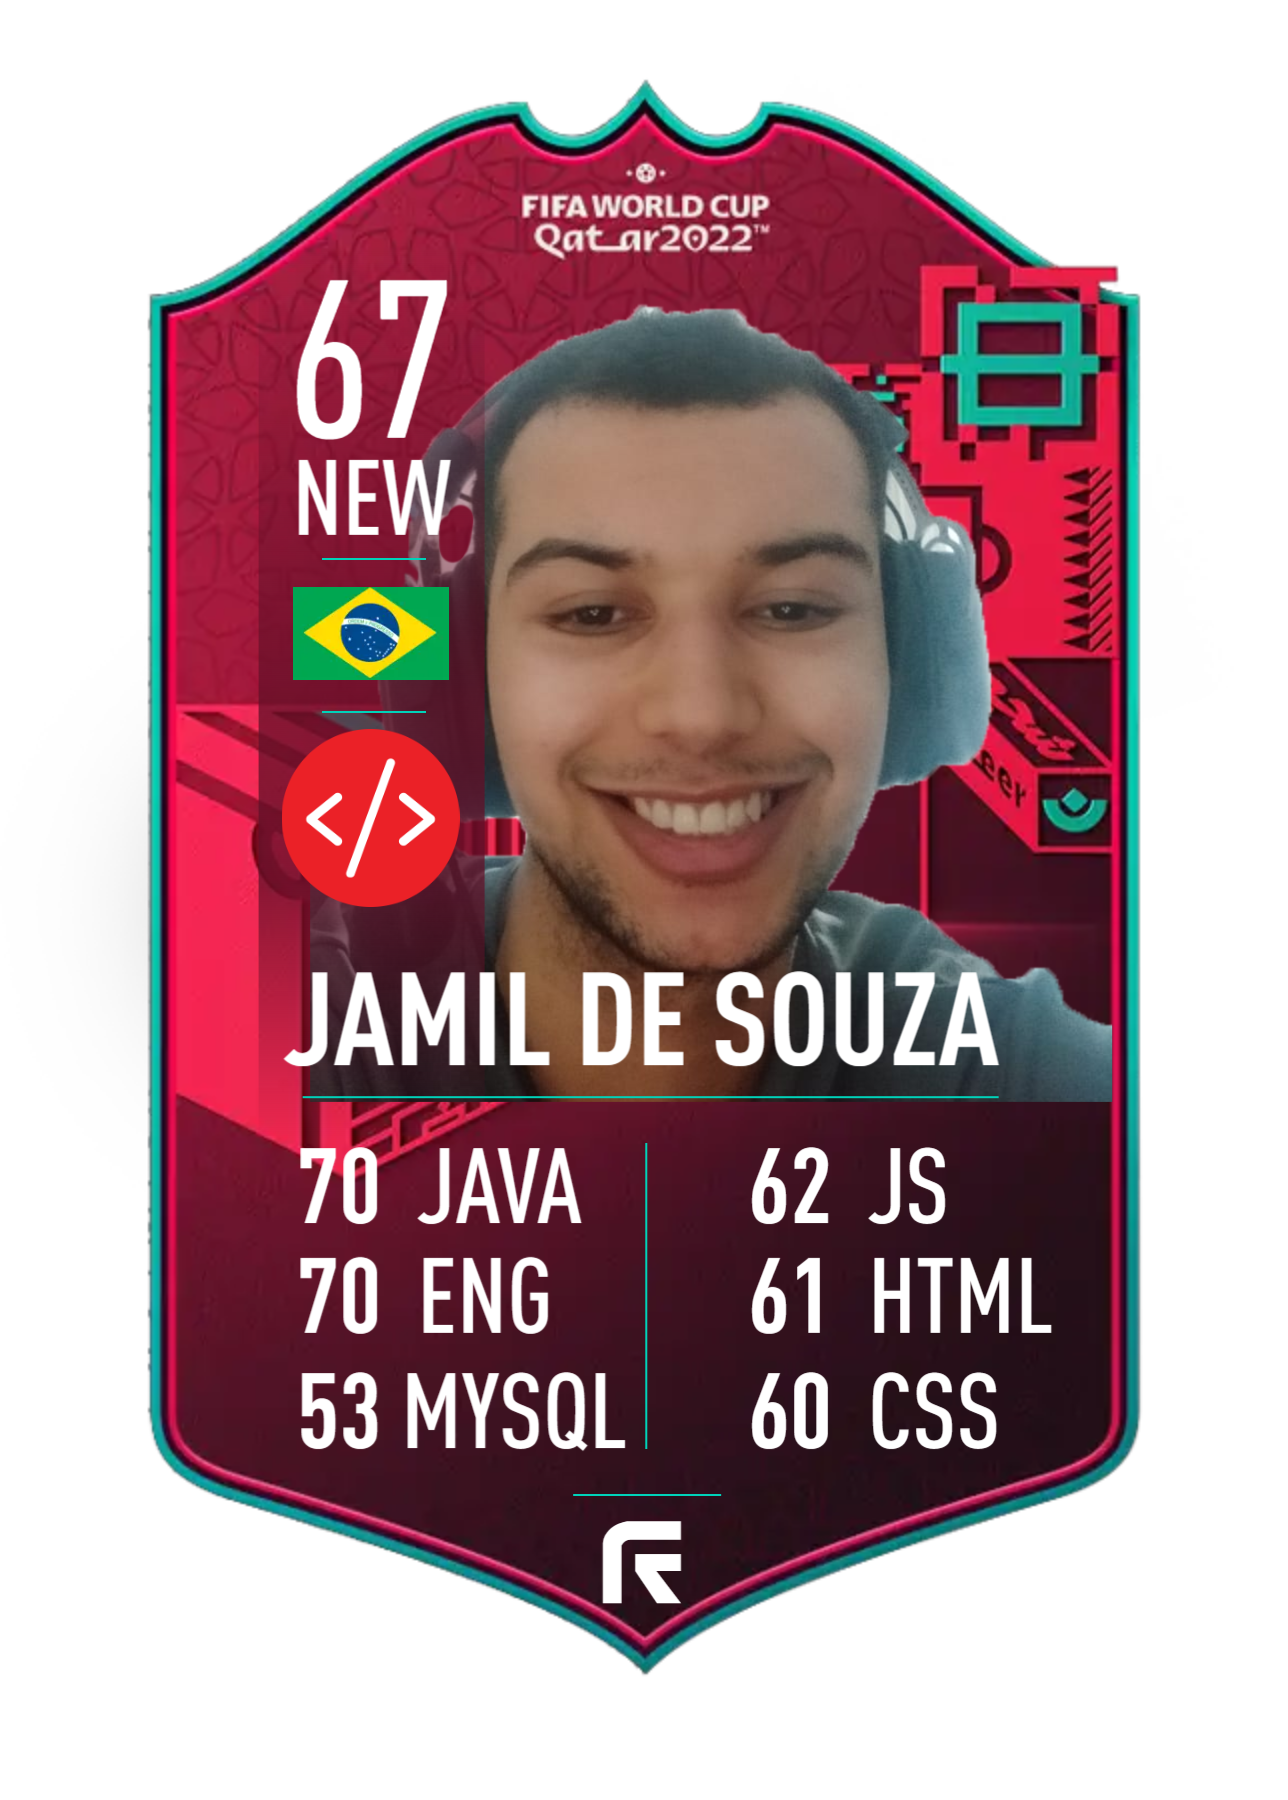 FIFA WORLD CUP
Qatar2022™
67
NEW
</>
JAMIL DE SOUZA
70 JAVA
62 JS
70 ENG
61 HTML
53 MYSQL
60 CSS